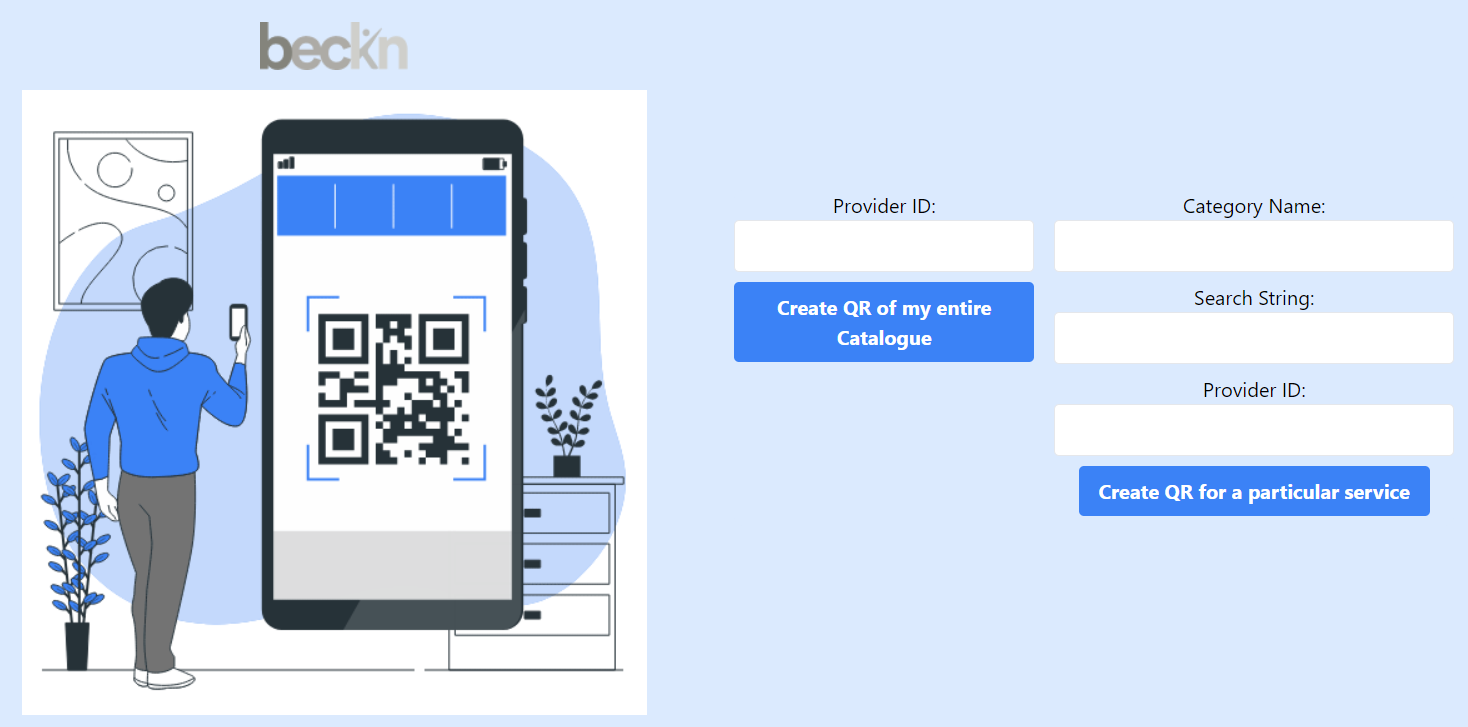 beckn
Provider ID:
Create QR of my entire
Catalogue
Category Name:
Search String:
Provider ID:
Create QR for a particular service